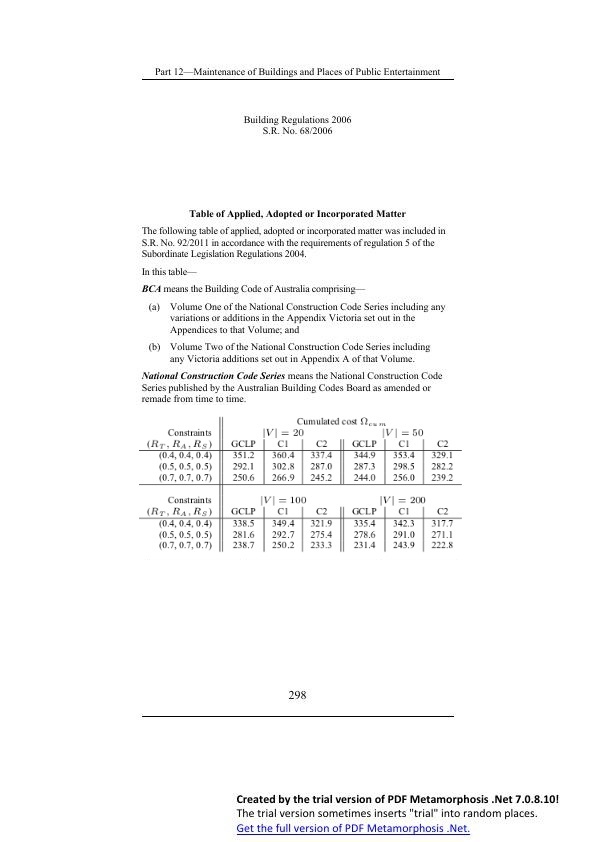 Part 12—Maintenance of Buildings and Places of Public Entertainment
Building Regulations 2006
S.R. No. 68/2006
Table of Applied, Adopted or Incorporated Matter
The following table of applied, adopted or incorporated matter was included in
S.R. No. 92/2011 in accordance with the requirements of regulation 5 of the
Subordinate Legislation Regulations 2004.
In this table—
BCA means the Building Code of Australia comprising—
(a) Volume One of the National Construction Code Series including any
variations or additions in the Appendix Victoria set out in the
Appendices to that Volume; and
(b) Volume Two of the National Construction Code Series including
any Victoria additions set out in Appendix A of that Volume.
National Construction Code Series means the National Construction Code
Series published by the Australian Building Codes Board as amended or
remade from time to time.
Cumulated cost Ω_cum
Constraints |V| = 20 |V| = 50
(R_T, R_A, R_S) GCLP C1 C2 GCLP C1 C2
(0.4, 0.4, 0.4) 351.2 360.4 337.4 344.9 353.4 329.1
(0.5, 0.5, 0.5) 292.1 302.8 287.0 287.3 298.5 282.2
(0.7, 0.7, 0.7) 250.6 266.9 245.2 244.0 256.0 239.2
Constraints |V| = 100 |V| = 200
(R_T, R_A, R_S) GCLP C1 C2 GCLP C1 C2
(0.4, 0.4, 0.4) 338.5 349.4 321.9 335.4 342.3 317.7
(0.5, 0.5, 0.5) 281.6 292.7 275.4 278.6 291.0 271.1
(0.7, 0.7, 0.7) 238.7 250.2 233.3 231.4 243.9 222.8
298
Created by the trial version of PDF Metamorphosis .Net 7.0.8.10!
The trial version sometimes inserts "trial" into random places.
Get the full version of PDF Metamorphosis .Net.